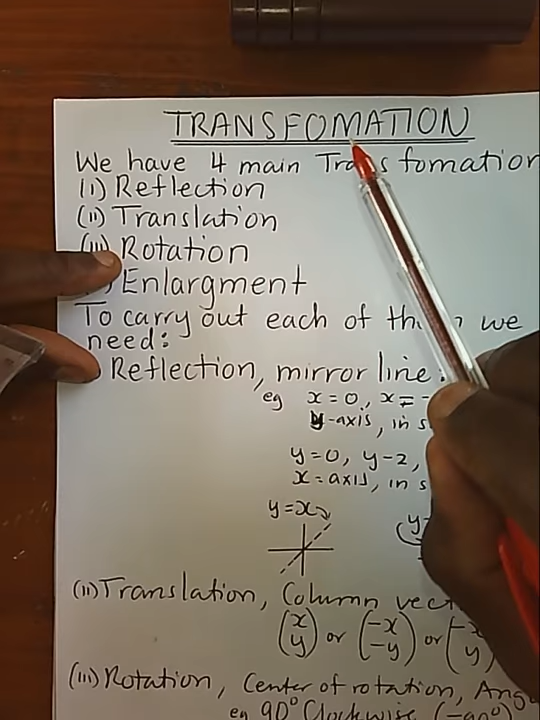 TRANSFOMATION
We have 4 main Transfomation
(i) Reflection
(ii) Translation
(iii) Rotation
Enlargment
To carry out each of them we
need:
Reflection, mirror line:
eg x=0, x=-
y-axis, in s
y=0, y-2,
x=axis, in s
y=x
y-
(ii) Translation, Column vect
(x y) or (-x -y) or (-x y)
(iii) Rotation, Center of rotation, Ang
eg 90° Clockwise (-90°)